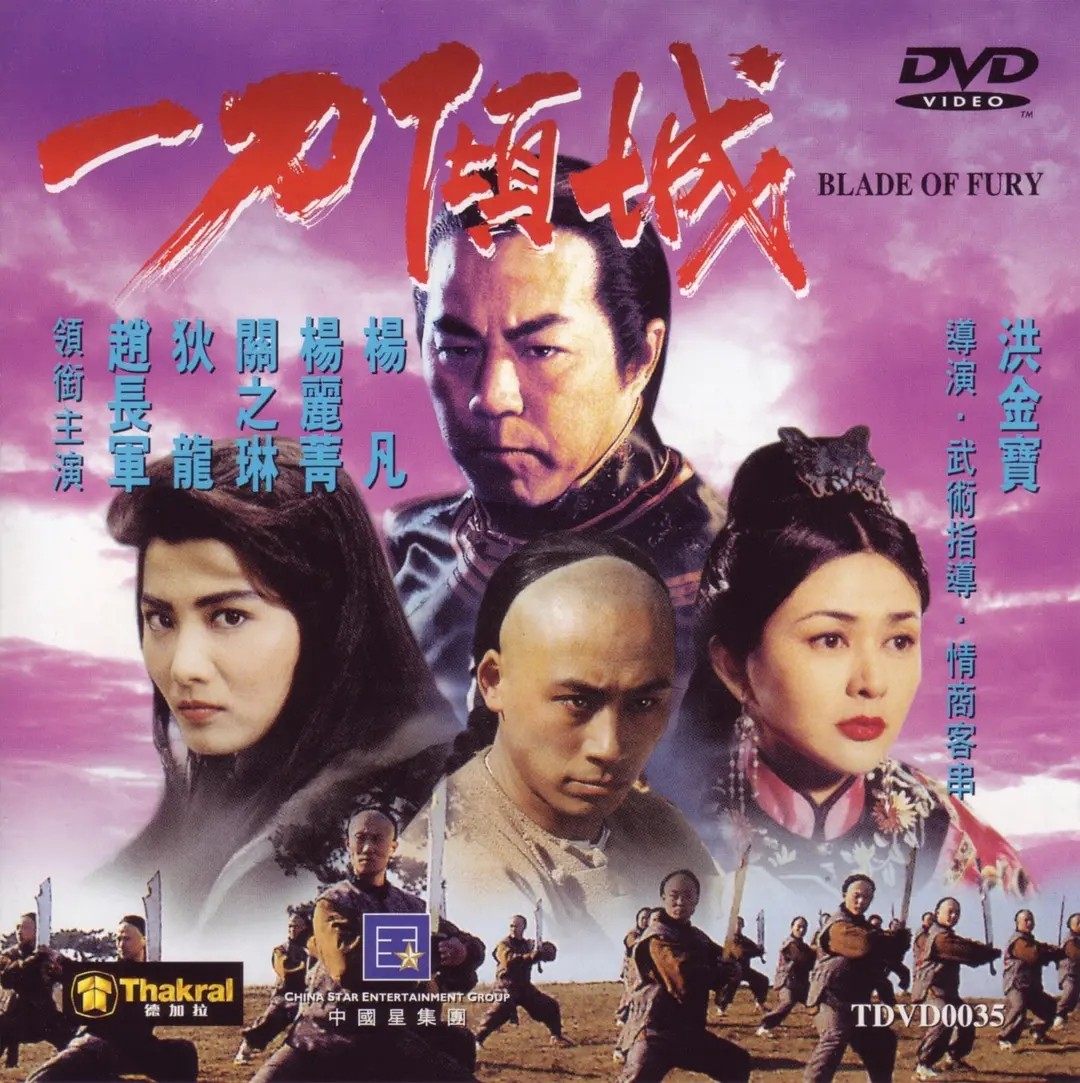 一刀傾城
DVD
VIDEO
TM
BLADE OF FURY
領銜主演
趙長軍
狄龍
關之琳
楊麗菁
楊凡
洪金寶
導演·武術指導·情商客串
Thakral
德加拉
CHINA STAR ENTERTAINMENT GROUP
中國星集團
TDVD0035